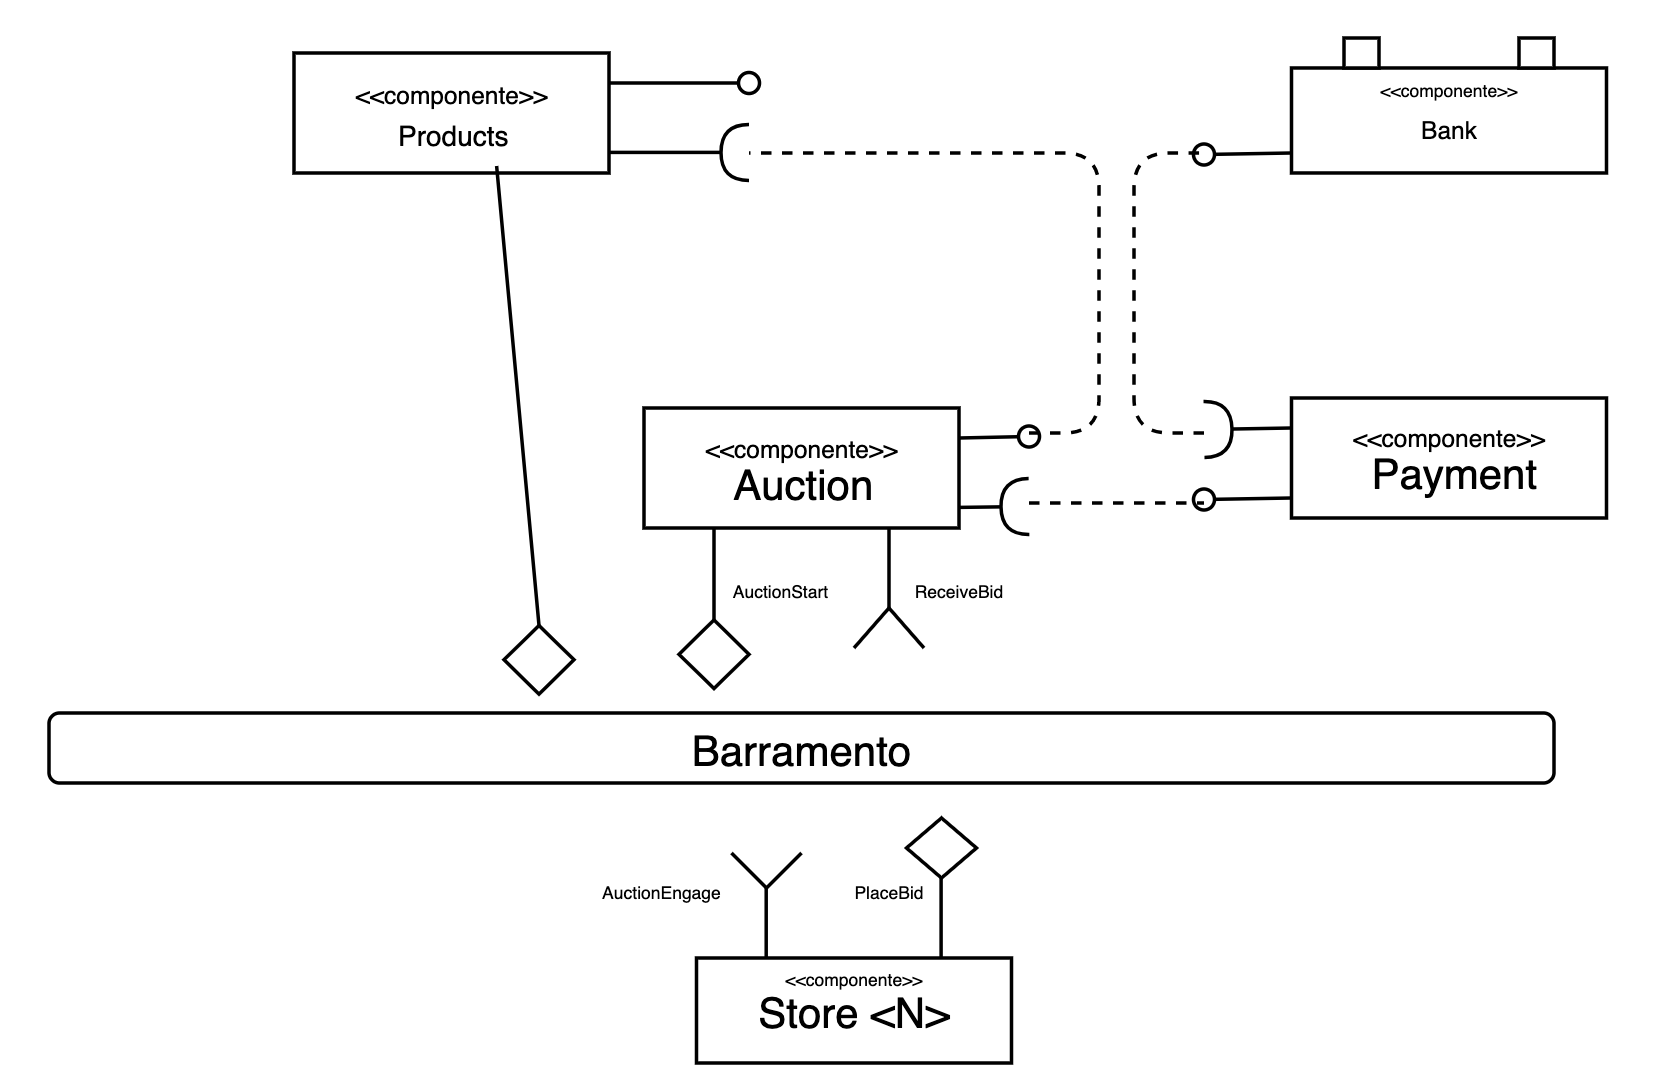 <<componente>>
Products
<<componente>>
Bank
<<componente>>
Auction
<<componente>>
Payment
AuctionStart
ReceiveBid
Barramento
AuctionEngage
PlaceBid
<<componente>>
Store <N>